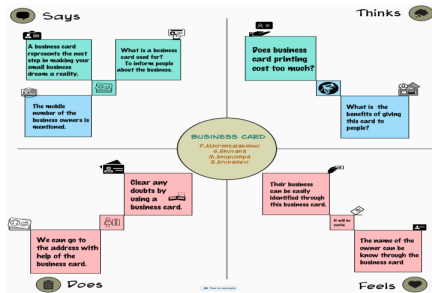 Says
A business card
represents the next
step in making your
small business
dream a reality.
What is a business
card used for?
To inform people
about the business.
The mobile
number of the
business owners is
mentioned.
Thinks
Does business
card printing
cost too much?
What is the
benefits of giving
this card to
people?
BUSINESS CARD
G.Bhuvana
M.Anupushpa
S.Arunadevi
Clear any
doubts by
using a
business card.
We can go to
the address with
help of the
business card.
Does
Their business
can be easily
identified through
this business card.
It will be
useful.
The name of the
owner can be
know through the
business card
Feels